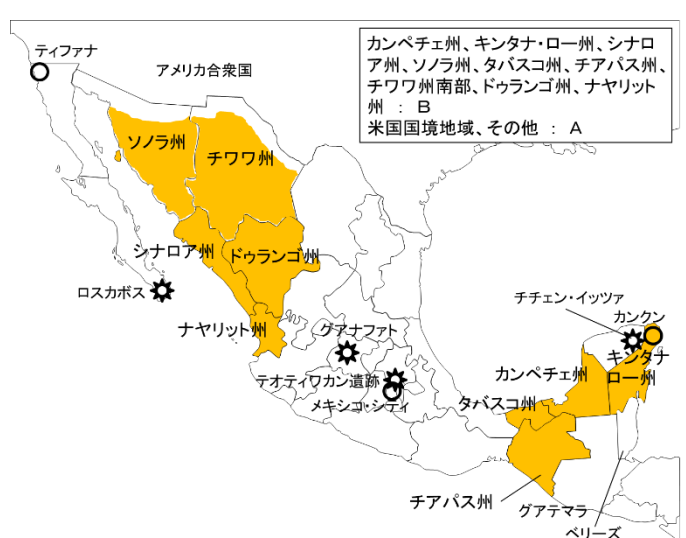 ティファナ
アメリカ合衆国
カンペチェ州、キンタナ・ロー州、シナロ
ア州、ソノラ州、タバスコ州、チアパス州、
チワワ州南部、ドゥランゴ州、ナヤリット
州 : B
米国国境地域、その他 : A
ソノラ州
チワワ州
シナロア州
ドゥランゴ州
ロスカボス
ナヤリット州
グアナファト
チチェン・イッツァ
カンクン
キンタナ
ロー州
カンペチェ州
テオティワカン遺跡
メキシコ・シティ
タバスコ州
チアパス州
グアテマラ
ベリーズ